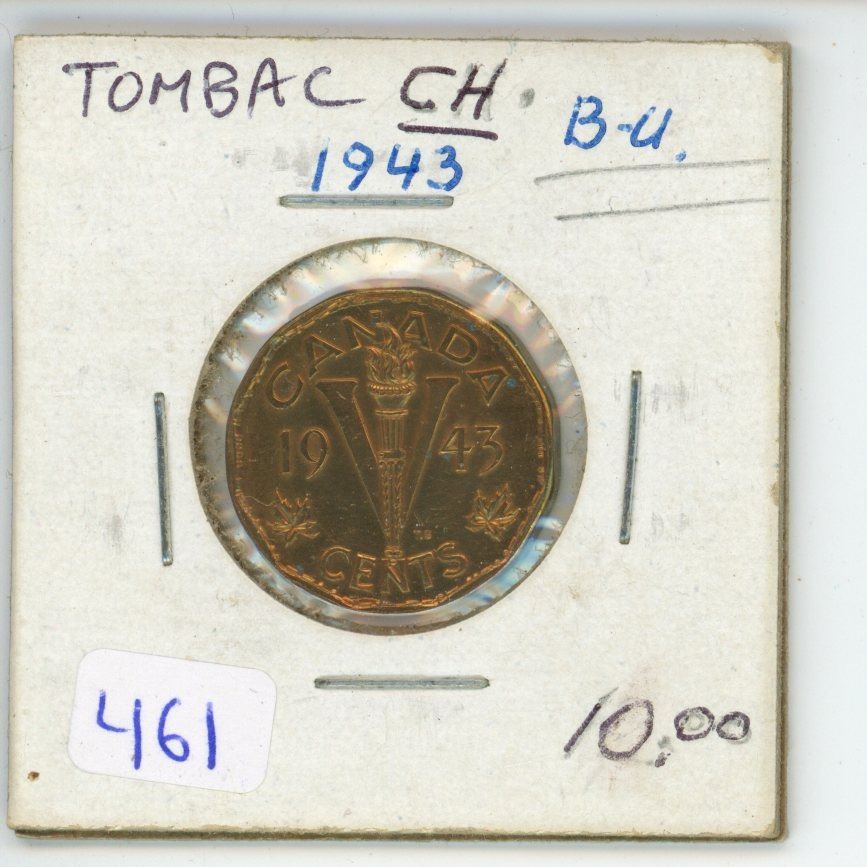 TOMBAC CH.
B-U.
1943
CANADA
19 V 43
T.S
CENTS
461
10.00